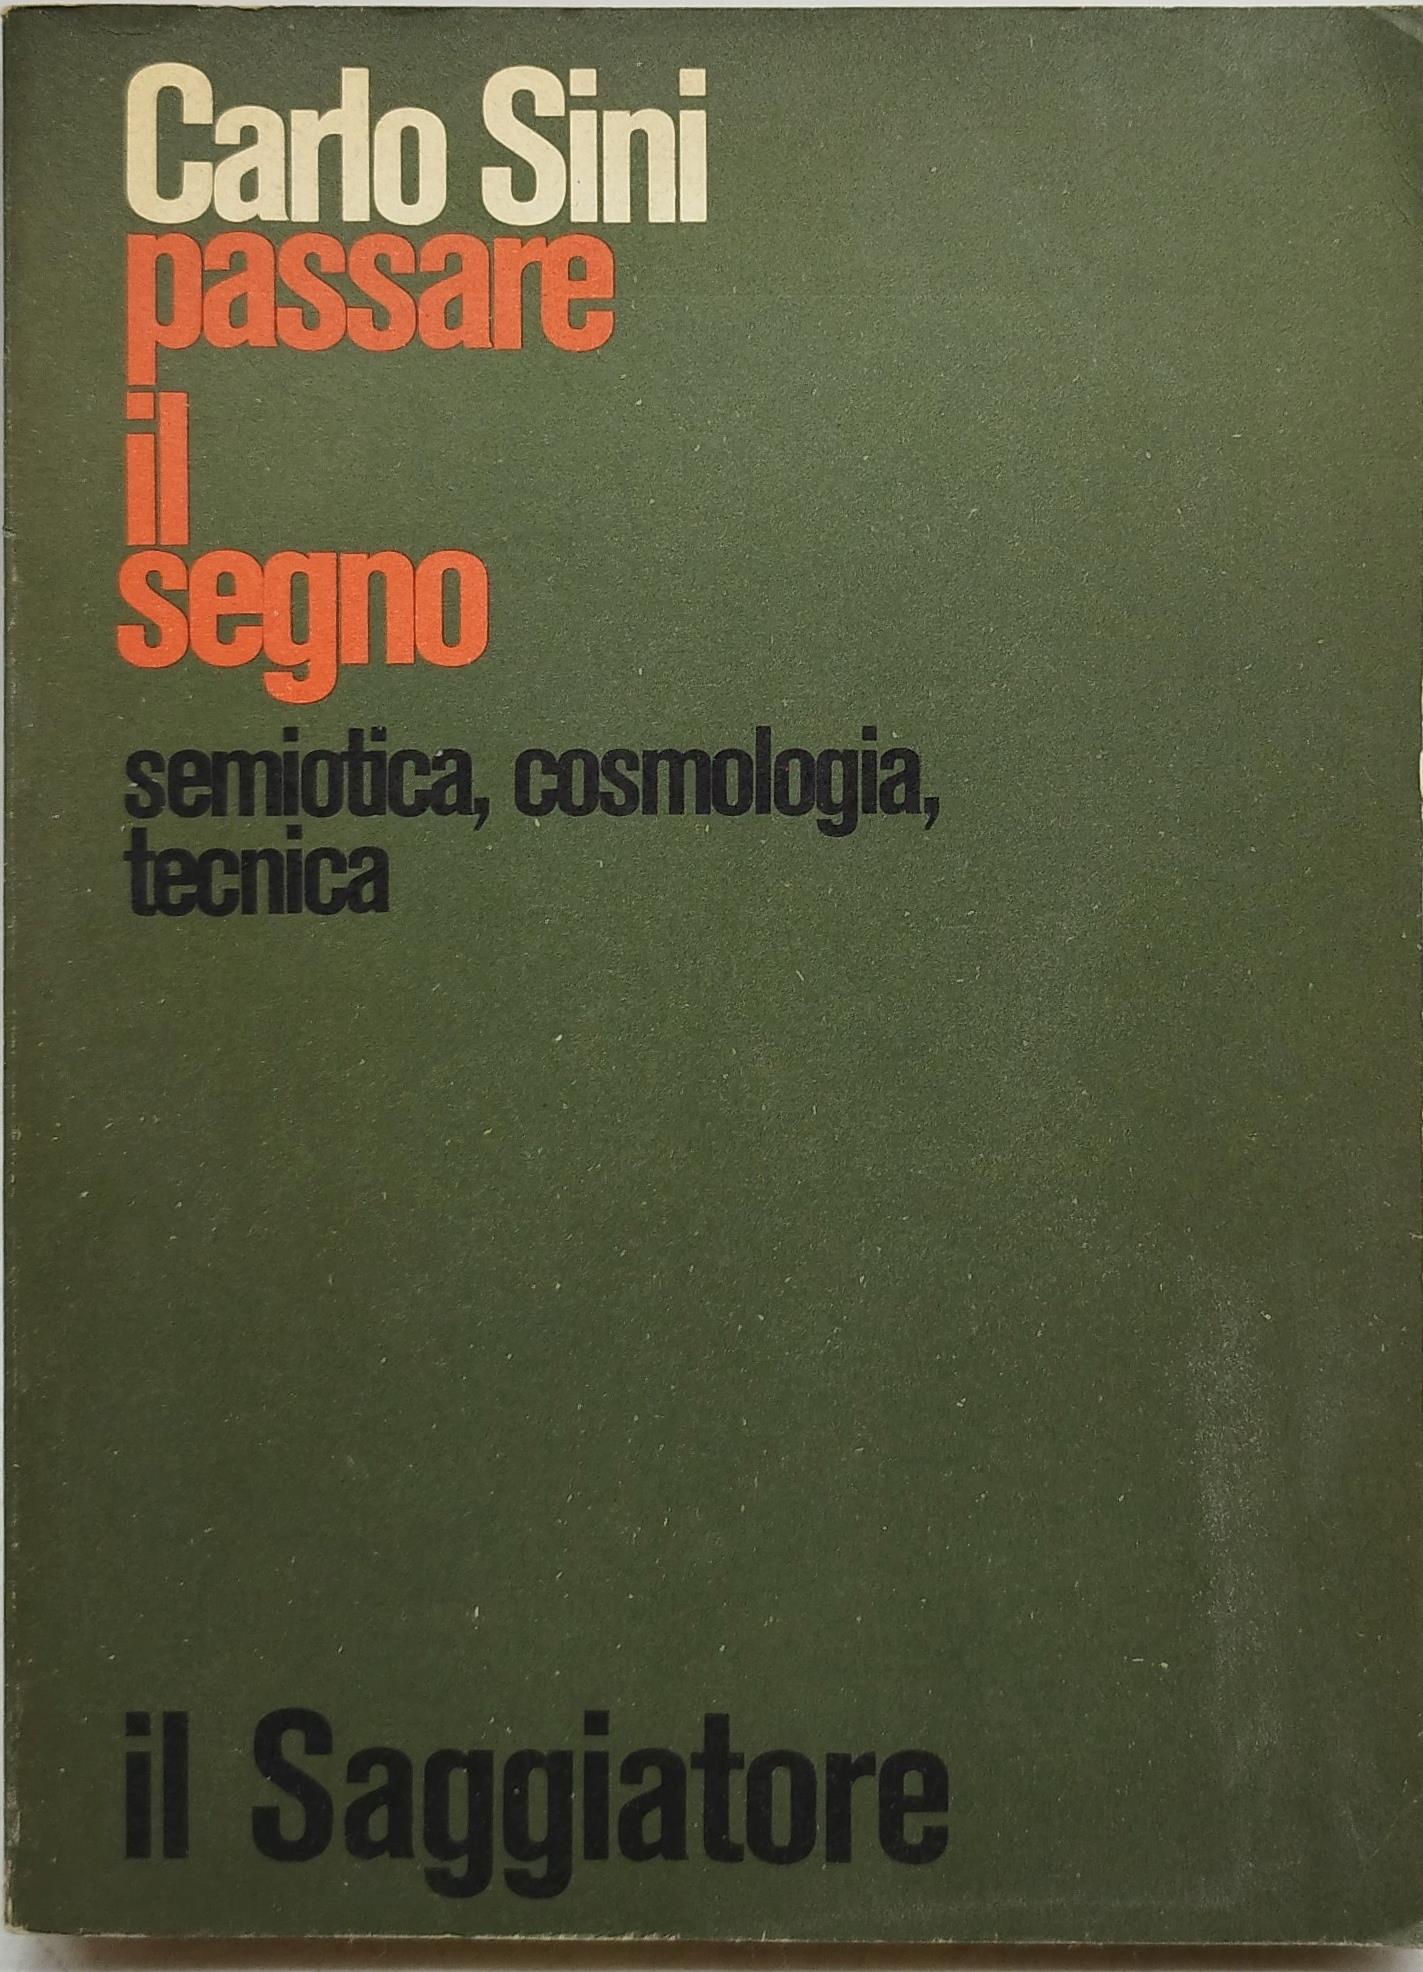 Carlo Sini
passare
il
segno
semiotica, cosmologia,
tecnica
il Saggiatore